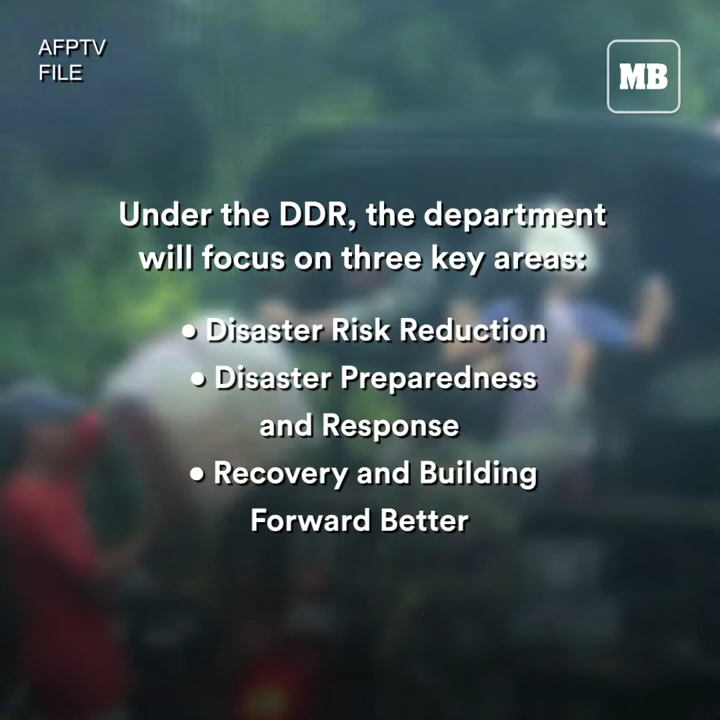 AFPTV
FILE
MB
Under the DDR, the department
will focus on three key areas:
• Disaster Risk Reduction
• Disaster Preparedness
and Response
• Recovery and Building
Forward Better